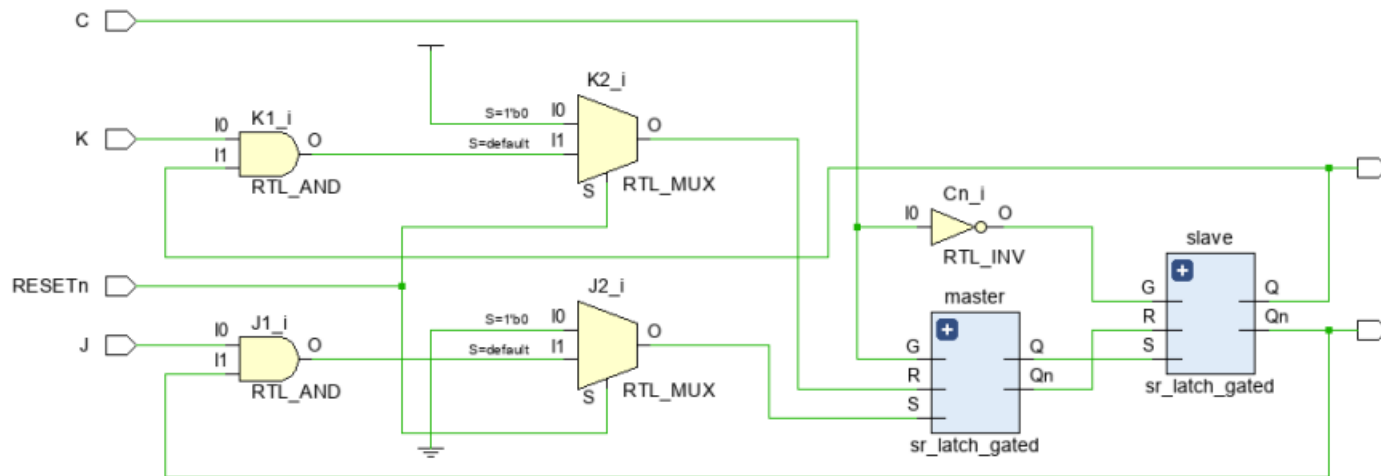 C
K2_i
S=1'b0
I0
O
K
K1_i
I0
O
I1
S=default
I1
RTL_AND
S
RTL_MUX
Cn_i
I0
O
RTL_INV
slave
RESETn
J2_i
master
G
Q
R
Qn
S
sr_latch_gated
J
J1_i
I0
O
I1
S=1'b0
I0
O
S=default
I1
RTL_AND
S
RTL_MUX
G
Q
R
Qn
S
sr_latch_gated